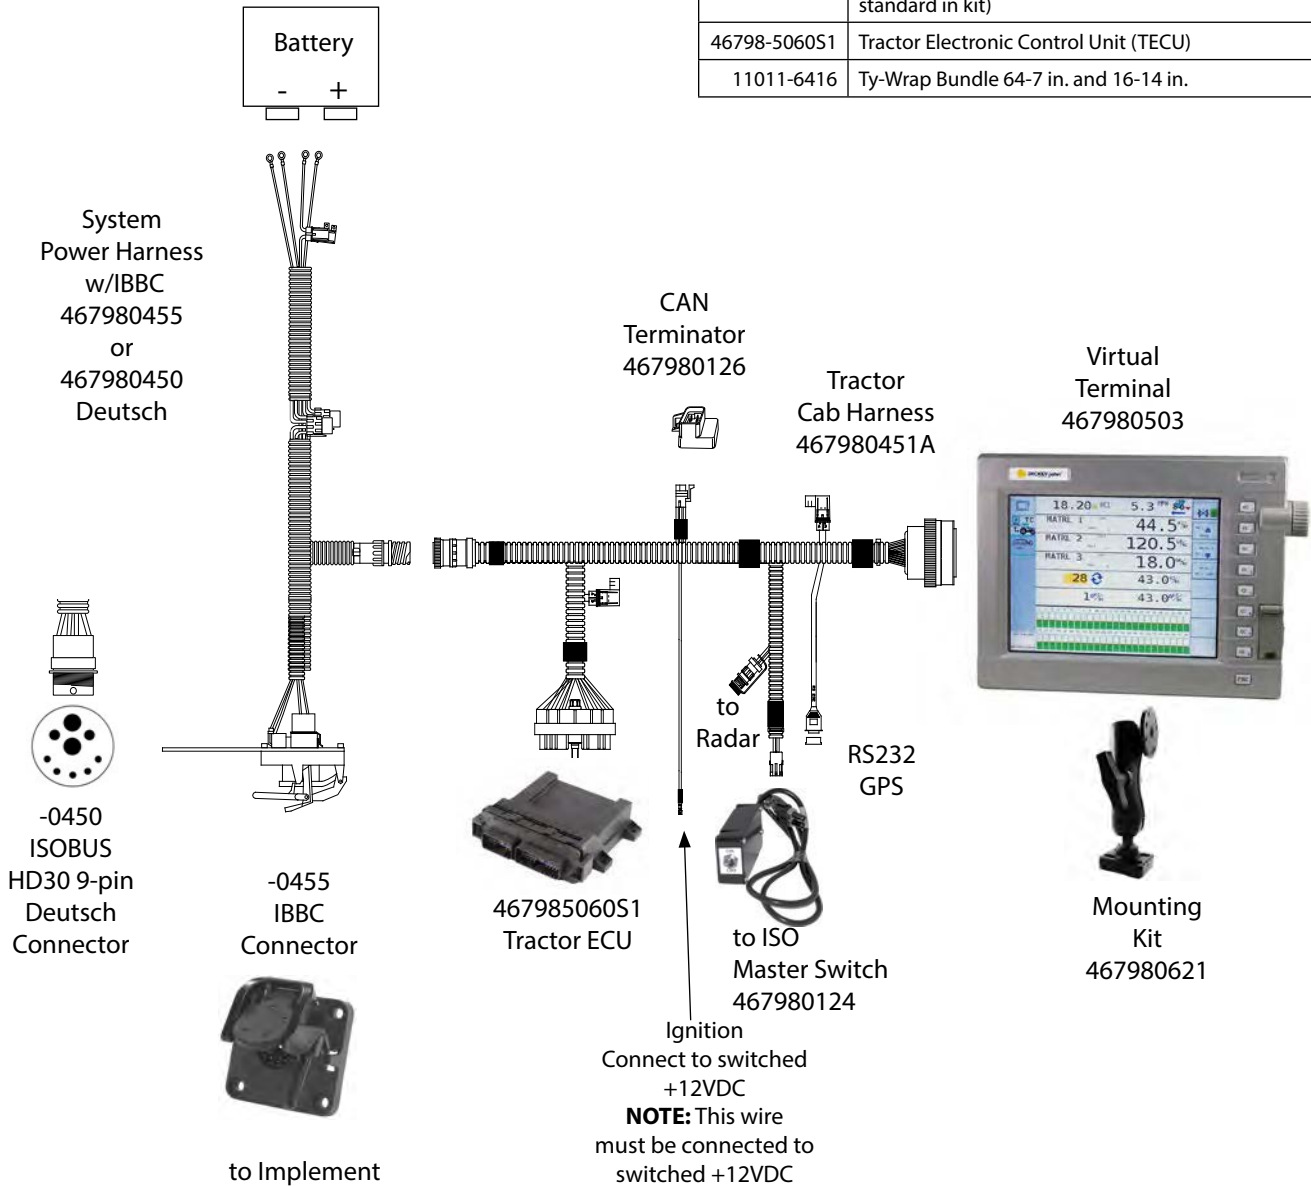 standard in kit)
46798-5060S1 Tractor Electronic Control Unit (TECU)
11011-6416 Ty-Wrap Bundle 64-7 in. and 16-14 in.
Battery
- +
System
Power Harness
w/IBBC
467980455
or
467980450
Deutsch
CAN
Terminator
467980126
Tractor
Cab Harness
467980451A
Virtual
Terminal
467980503
18.20 5.3
MATRL 1 44.5
MATRL 2 120.5
MATRL 3 18.0
28 43.0
1 43.0
to
Radar
RS232
GPS
-0450
ISOBUS
HD30 9-pin
Deutsch
Connector
-0455
IBBC
Connector
467985060S1
Tractor ECU
to ISO
Master Switch
467980124
Mounting
Kit
467980621
Ignition
Connect to switched
+12VDC
NOTE: This wire
must be connected to
switched +12VDC
to Implement